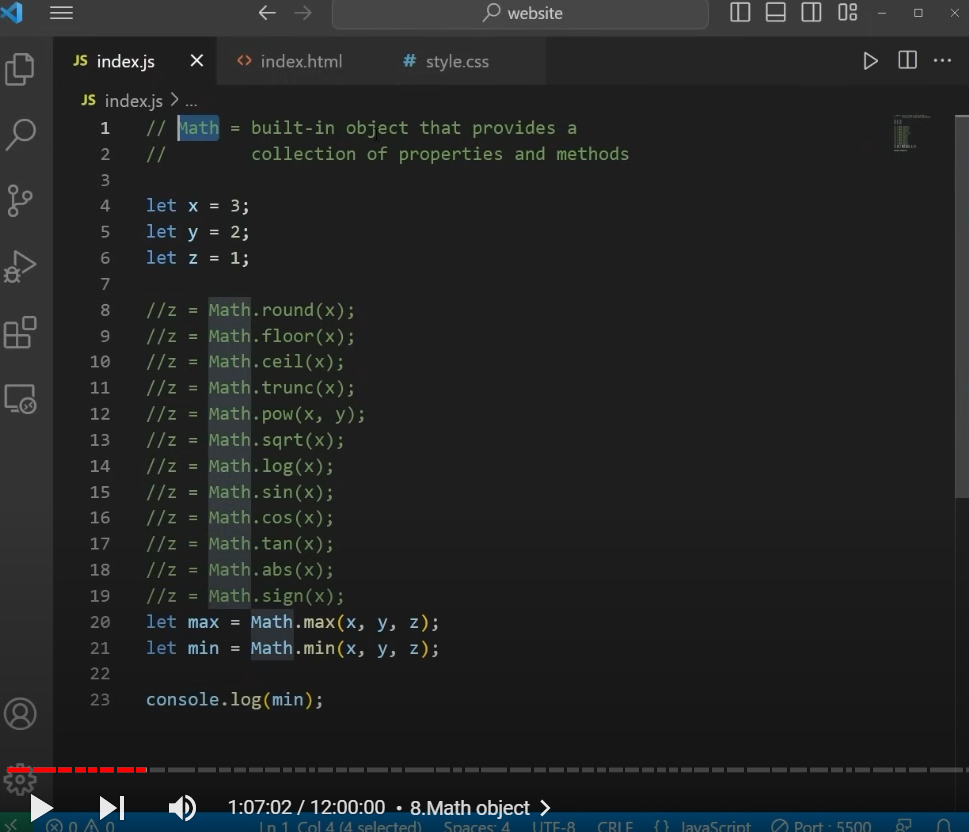 website
JS index.js
<> index.html
# style.css
JS index.js > ...
1 // Math = built-in object that provides a
2 //        collection of properties and methods
3
4 let x = 3;
5 let y = 2;
6 let z = 1;
7
8 //z = Math.round(x);
9 //z = Math.floor(x);
10 //z = Math.ceil(x);
11 //z = Math.trunc(x);
12 //z = Math.pow(x, y);
13 //z = Math.sqrt(x);
14 //z = Math.log(x);
15 //z = Math.sin(x);
16 //z = Math.cos(x);
17 //z = Math.tan(x);
18 //z = Math.abs(x);
19 //z = Math.sign(x);
20 let max = Math.max(x, y, z);
21 let min = Math.min(x, y, z);
22
23 console.log(min);
1:07:02 / 12:00:00 • 8.Math object >
0 0 Ln 1, Col 4 (4 selected) Spaces: 4 UTF-8 CRLF {} JavaScript Port : 5500